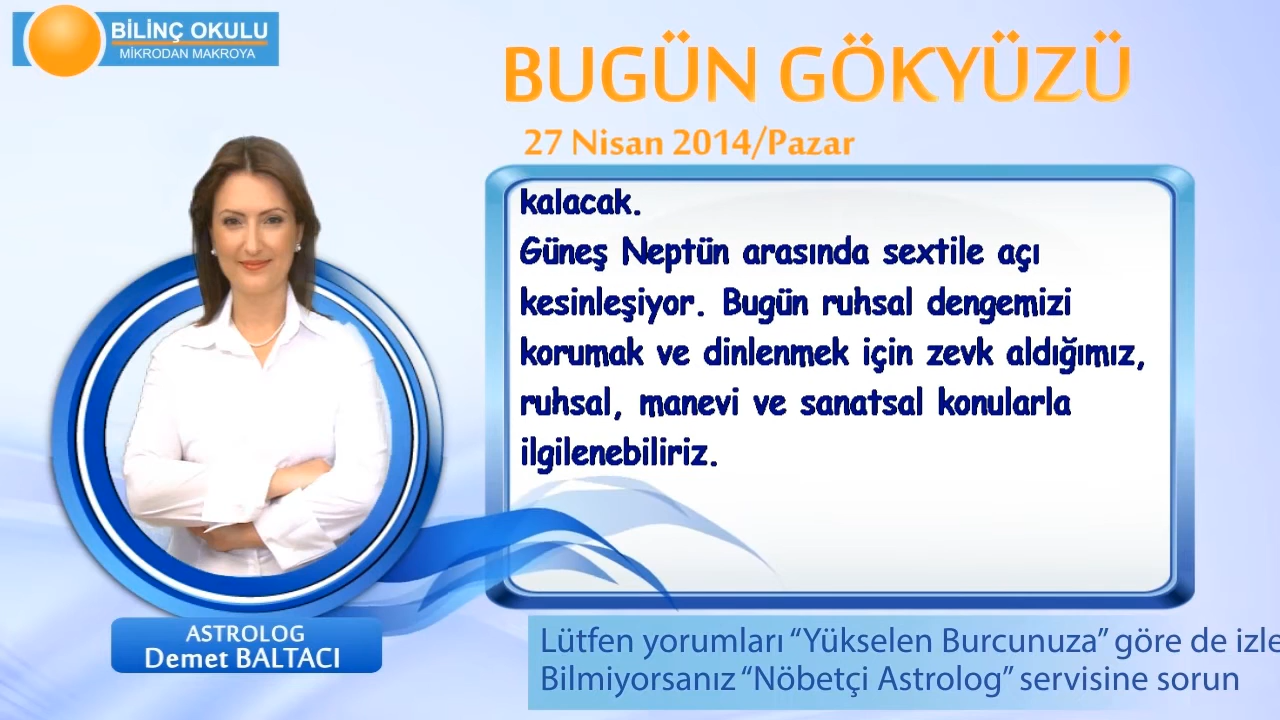 BİLİNÇ OKULU
MİKRODAN MAKROYA
BUGÜN GÖKYÜZÜ
27 Nisan 2014/Pazar
kalacak.
Güneş Neptün arasında sextile açı
kesinleşiyor. Bugün ruhsal dengemizi
korumak ve dinlenmek için zevk aldığımız,
ruhsal, manevi ve sanatsal konularla
ilgilenebiliriz.
ASTROLOG
Demet BALTACI
Lütfen yorumları “Yükselen Burcunuza” göre de izle
Bilmiyorsanız “Nöbetçi Astrolog” servisine sorun